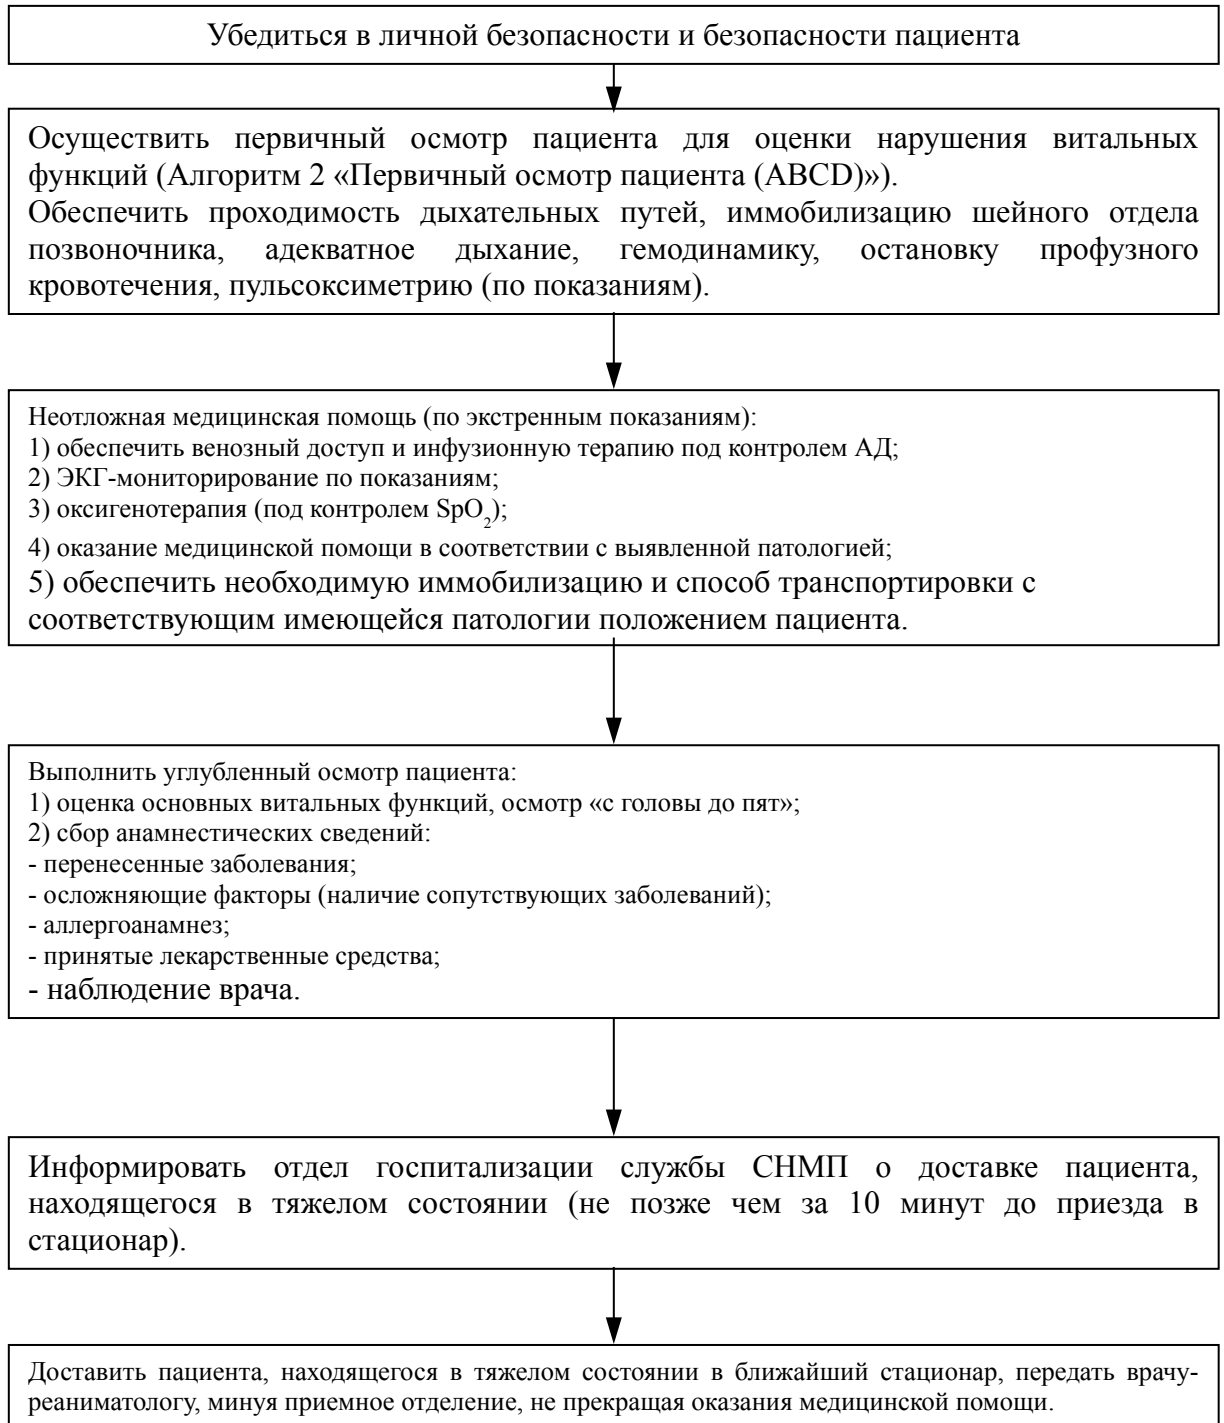 Убедиться в личной безопасности и безопасности пациента
Осуществить первичный осмотр пациента для оценки нарушения витальных
функций (Алгоритм 2 «Первичный осмотр пациента (ABCD)»).
Обеспечить проходимость дыхательных путей, иммобилизацию шейного отдела
позвоночника, адекватное дыхание, гемодинамику, остановку профузного
кровотечения, пульсоксиметрию (по показаниям).
Неотложная медицинская помощь (по экстренным показаниям):
1) обеспечить венозный доступ и инфузионную терапию под контролем АД;
2) ЭКГ-мониторирование по показаниям;
3) оксигенотерапия (под контролем SpO₂);
4) оказание медицинской помощи в соответствии с выявленной патологией;
5) обеспечить необходимую иммобилизацию и способ транспортировки с
соответствующим имеющейся патологии положением пациента.
Выполнить углубленный осмотр пациента:
1) оценка основных витальных функций, осмотр «с головы до пят»;
2) сбор анамнестических сведений:
- перенесенные заболевания;
- осложняющие факторы (наличие сопутствующих заболеваний);
- аллергоанамнез;
- принятые лекарственные средства;
- наблюдение врача.
Информировать отдел госпитализации службы СНМП о доставке пациента,
находящегося в тяжелом состоянии (не позже чем за 10 минут до приезда в
стационар).
Доставить пациента, находящегося в тяжелом состоянии в ближайший стационар, передать врачу-
реаниматологу, минуя приемное отделение, не прекращая оказания медицинской помощи.